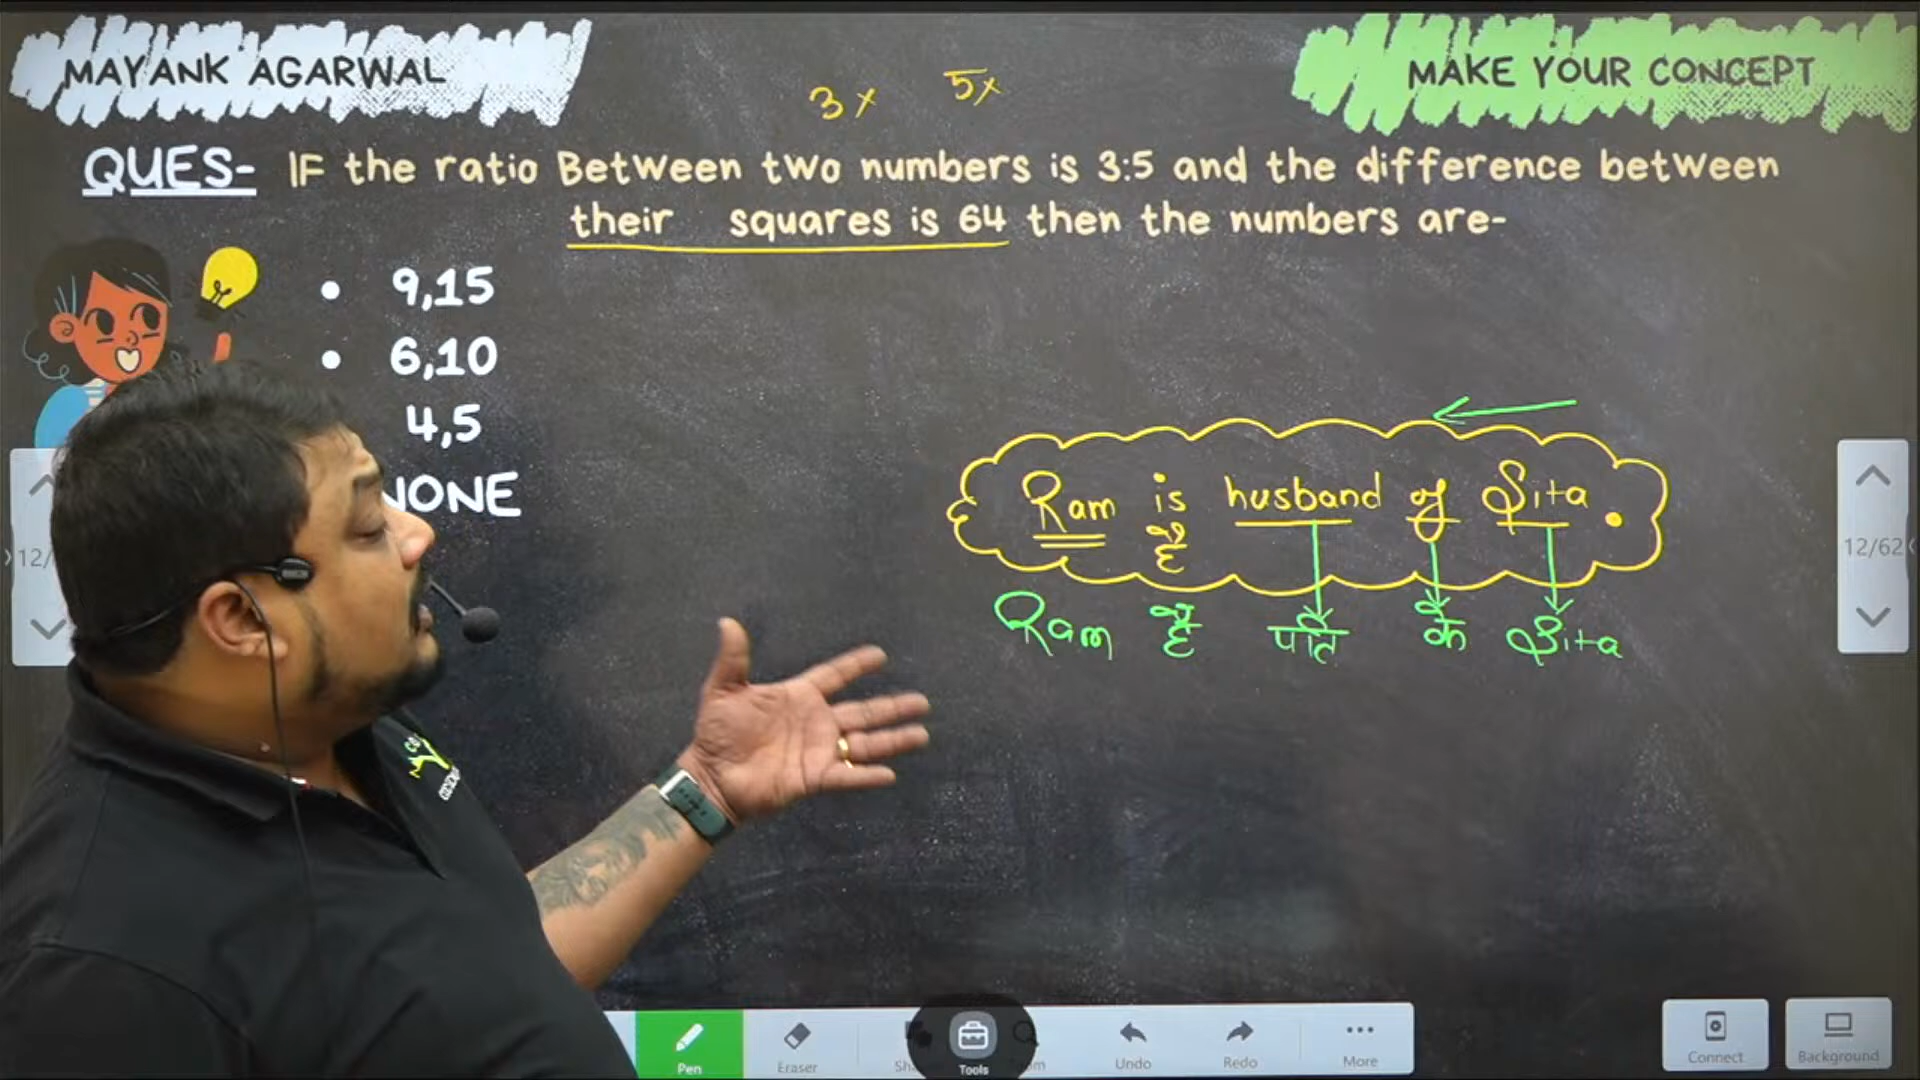 MAYANK AGARWAL
MAKE YOUR CONCEPT
3x 5x
QUES- IF the ratio Between two numbers is 3:5 and the difference between
their squares is 64 then the numbers are-
• 9,15
• 6,10
4,5
NONE
Ram is husband of Sita.
है
Ram है पति के Sita
12/
12/62
Pen
Eraser
Tools
Undo
Redo
More
Connect
Background